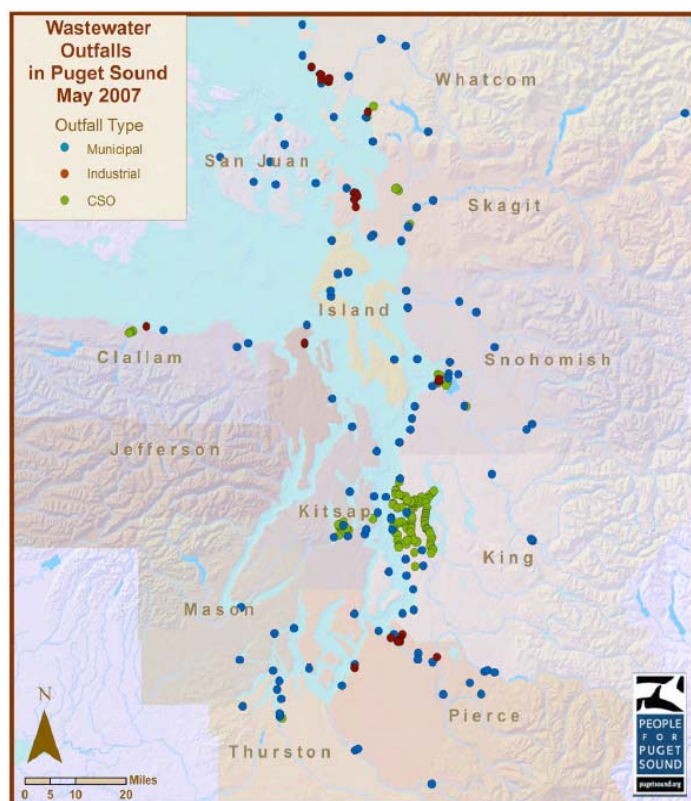 Wastewater
Outfalls
in Puget Sound
May 2007
Outfall Type
Municipal
Industrial
CSO
Whatcom
San Juan
Skagit
Island
Clallam
Snohomish
Jefferson
Kitsap
King
Mason
Pierce
Thurston
N
Miles
0 5 10 20
PEOPLE
FOR
PUGET
SOUND
pugetsound.org